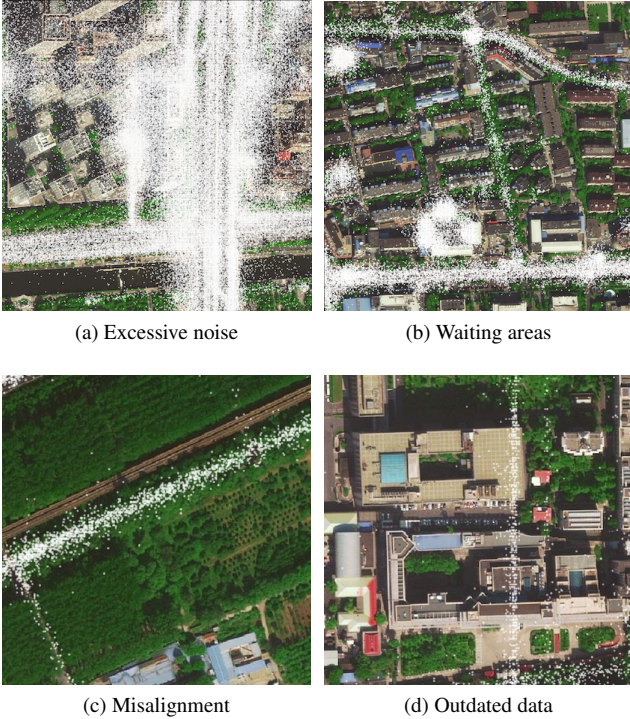 (a) Excessive noise
(b) Waiting areas
(c) Misalignment
(d) Outdated data